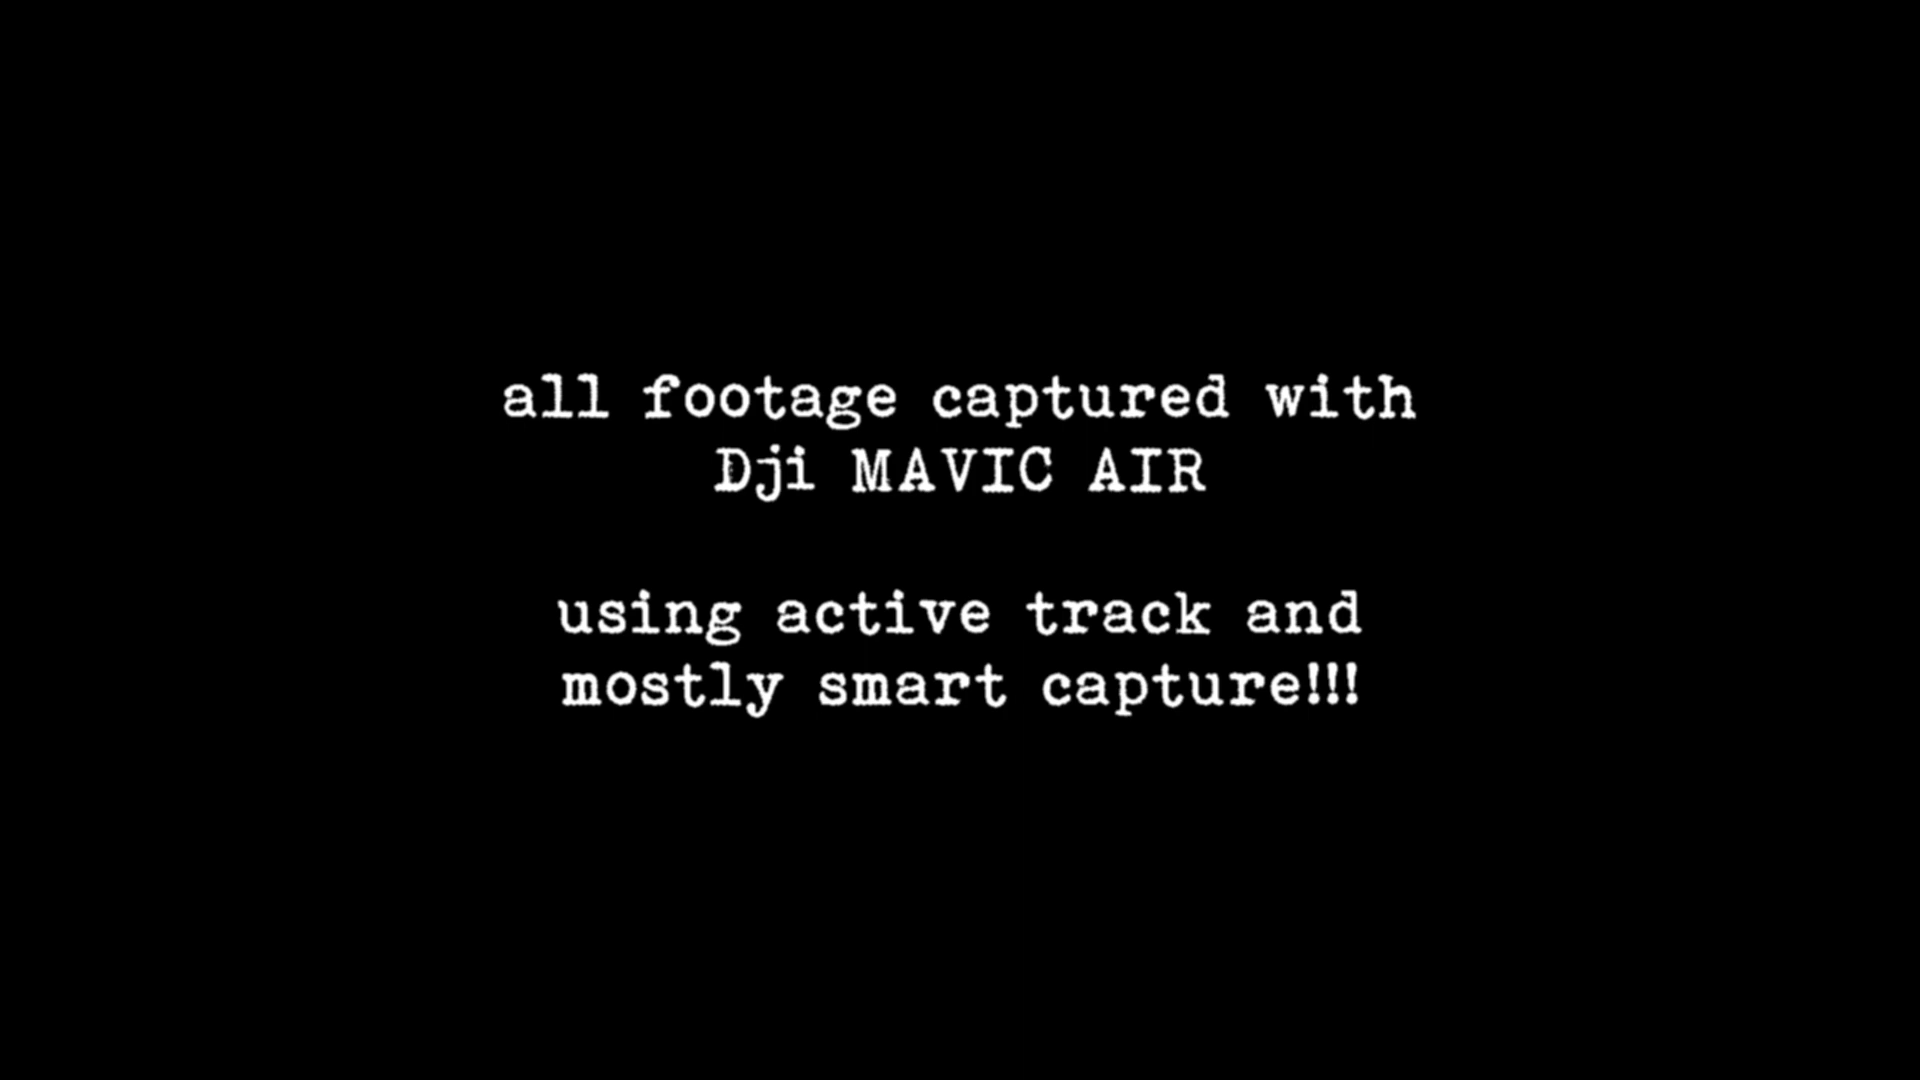 all footage captured with
Dji MAVIC AIR
using active track and
mostly smart capture!!!